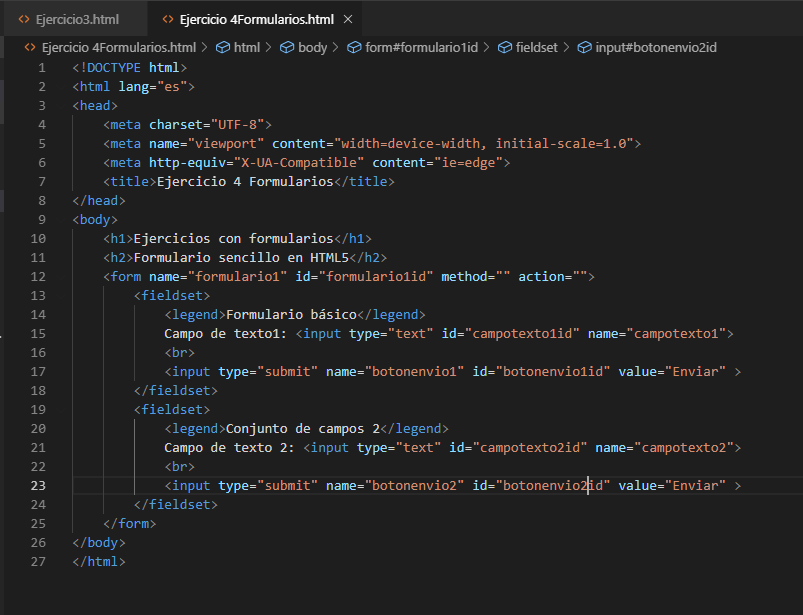 Ejercicio3.html
Ejercicio 4Formularios.html
Ejercicio 4Formularios.html > html > body > form#formulario1id > fieldset > input#botonenvio2id
1 <!DOCTYPE html>
2 <html lang="es">
3 <head>
4 <meta charset="UTF-8">
5 <meta name="viewport" content="width=device-width, initial-scale=1.0">
6 <meta http-equiv="X-UA-Compatible" content="ie=edge">
7 <title>Ejercicio 4 Formularios</title>
8 </head>
9 <body>
10 <h1>Ejercicios con formularios</h1>
11 <h2>Formulario sencillo en HTML5</h2>
12 <form name="formulario1" id="formulario1id" method="" action="">
13 <fieldset>
14 <legend>Formulario básico</legend>
15 Campo de texto1: <input type="text" id="campotexto1id" name="campotexto1">
16 <br>
17 <input type="submit" name="botonenvio1" id="botonenvio1id" value="Enviar" >
18 </fieldset>
19 <fieldset>
20 <legend>Conjunto de campos 2</legend>
21 Campo de texto 2: <input type="text" id="campotexto2id" name="campotexto2">
22 <br>
23 <input type="submit" name="botonenvio2" id="botonenvio2id" value="Enviar" >
24 </fieldset>
25 </form>
26 </body>
27 </html>